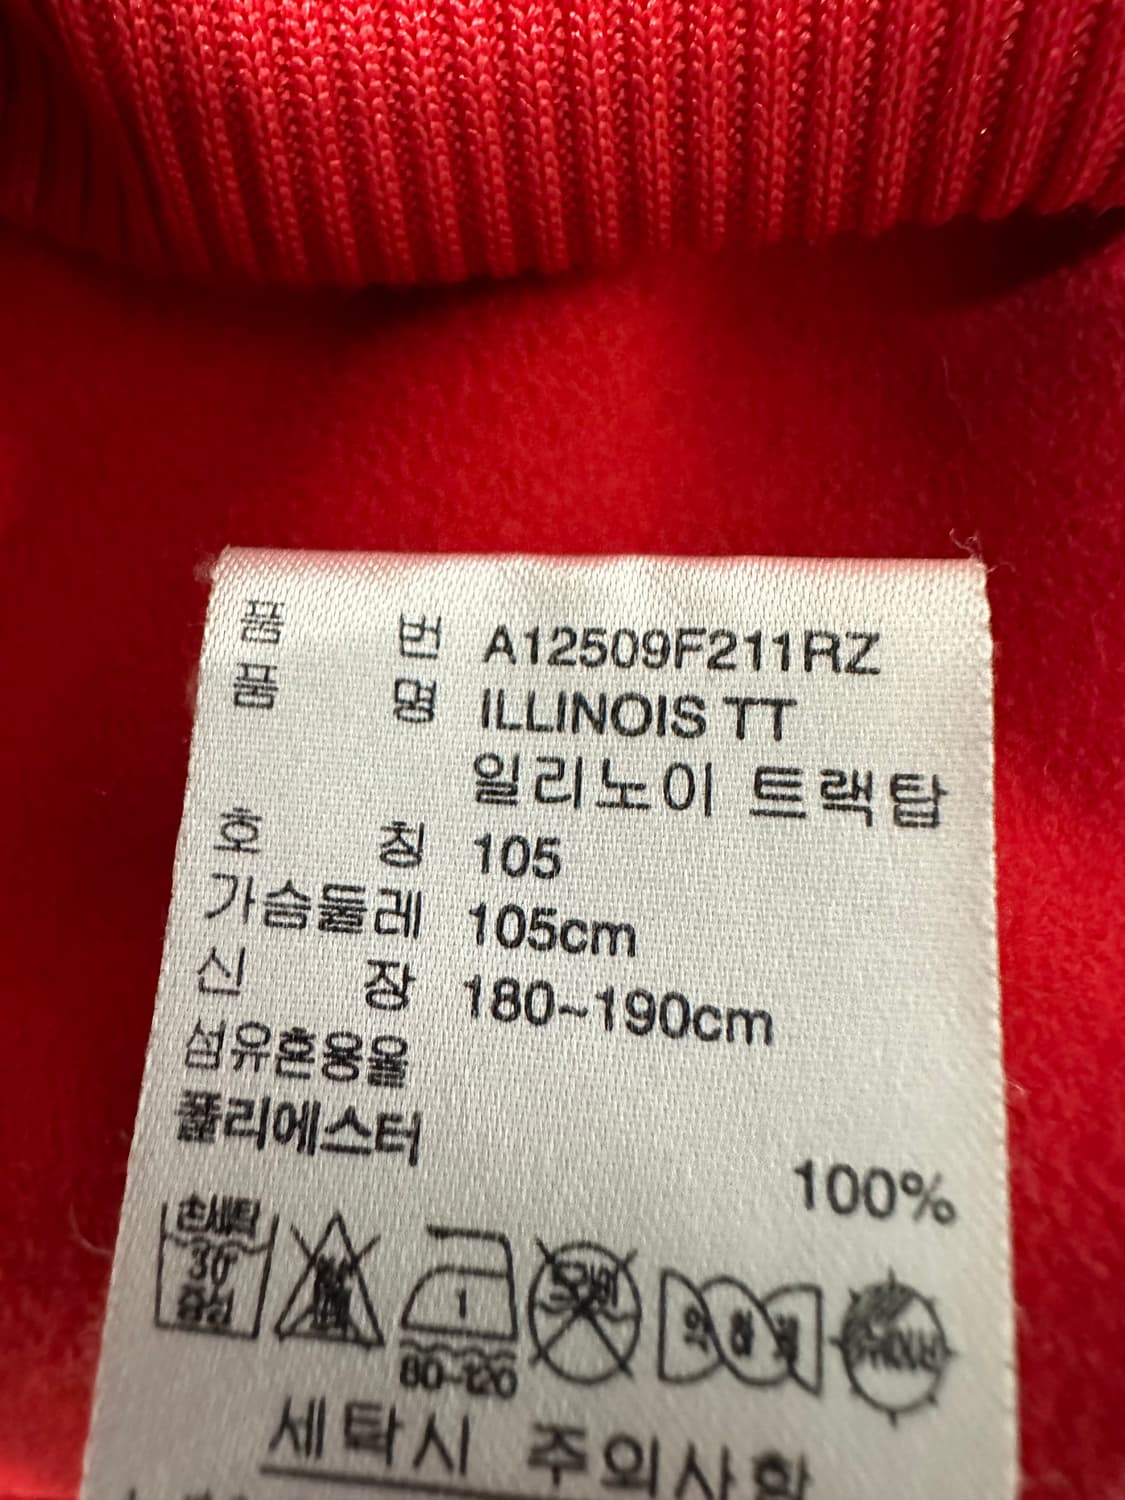 품 번 A12509F211RZ
품 명 ILLINOIS TT
일리노이 트랙탑
호 칭 105
가슴둘레 105cm
신 장 180~190cm
섬유혼용율
폴리에스터
100%
손세탁
30°
중성
1
80~120
약하게
세탁시 주의사항